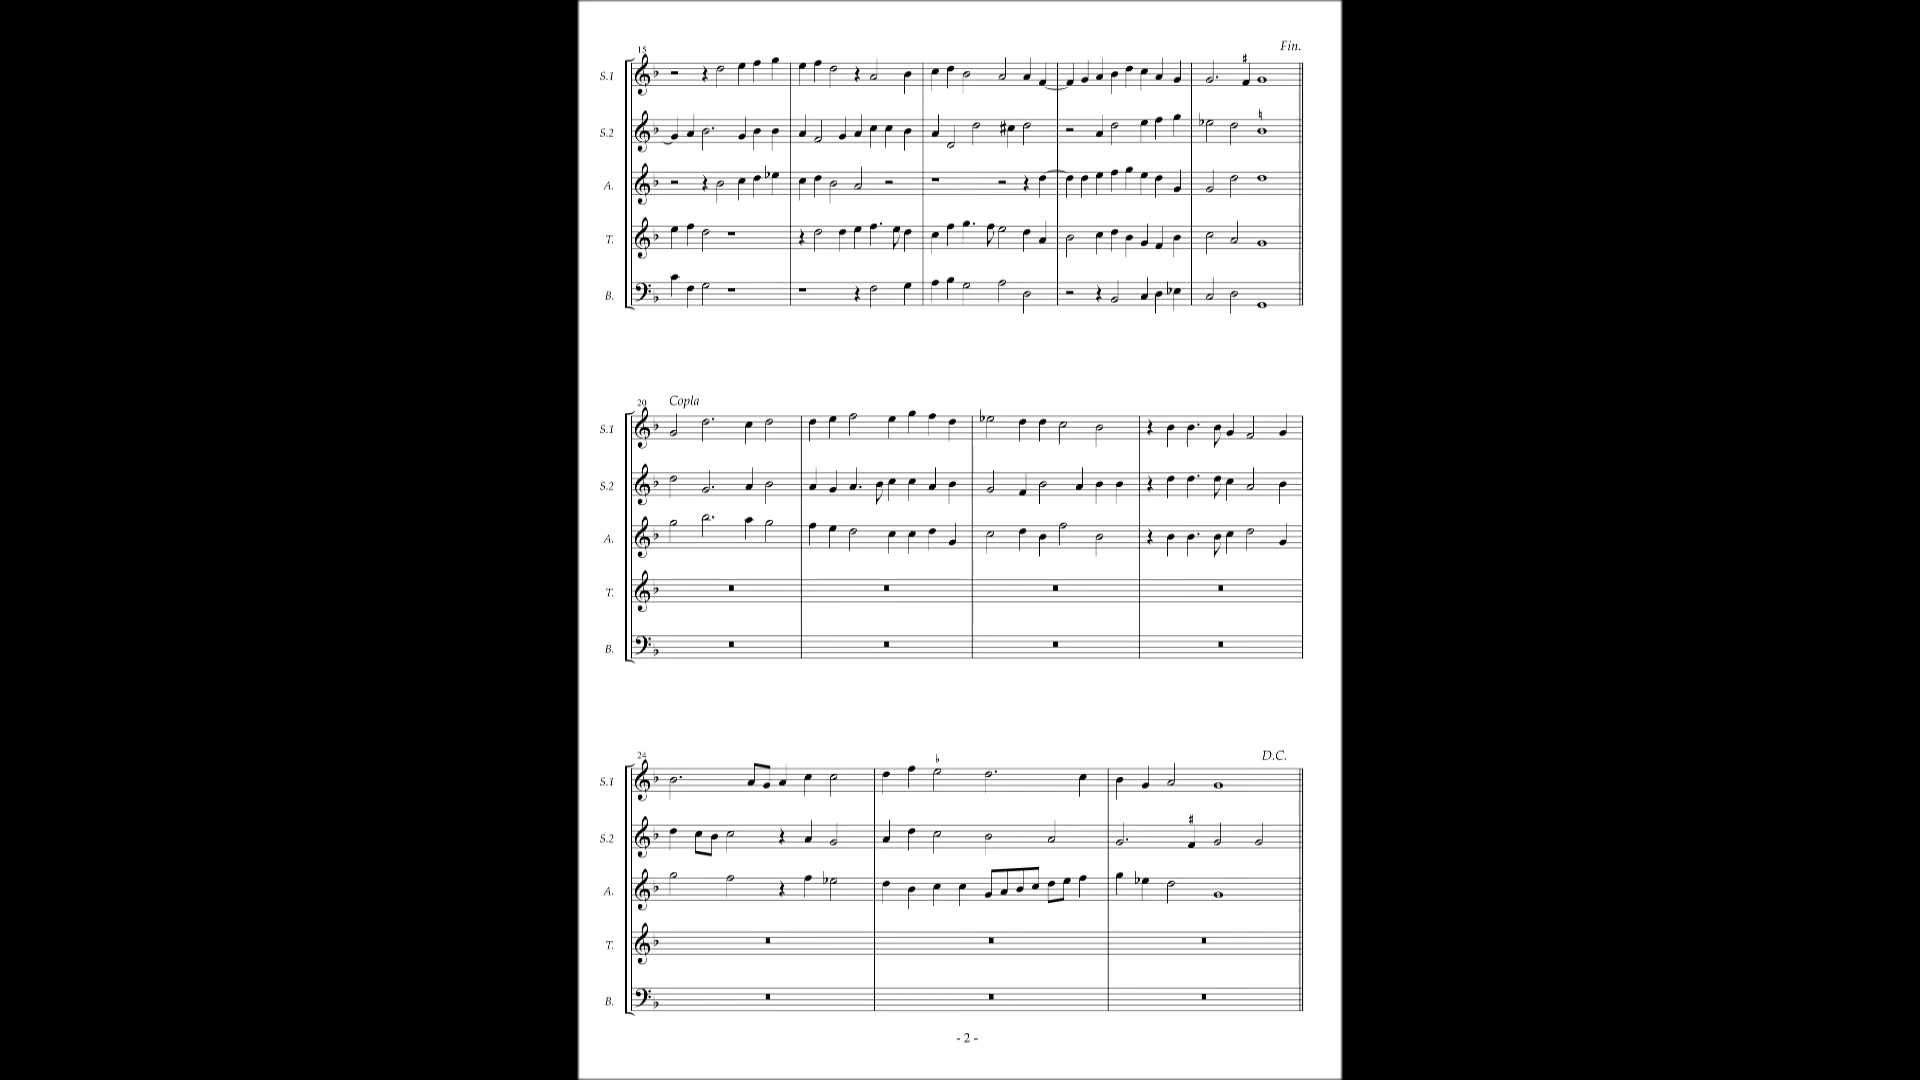 15
Fin.
S.1
S.2
A.
T.
B.
20
Copla
S.1
S.2
A.
T.
B.
24
D.C.
S.1
S.2
A.
T.
B.
- 2 -